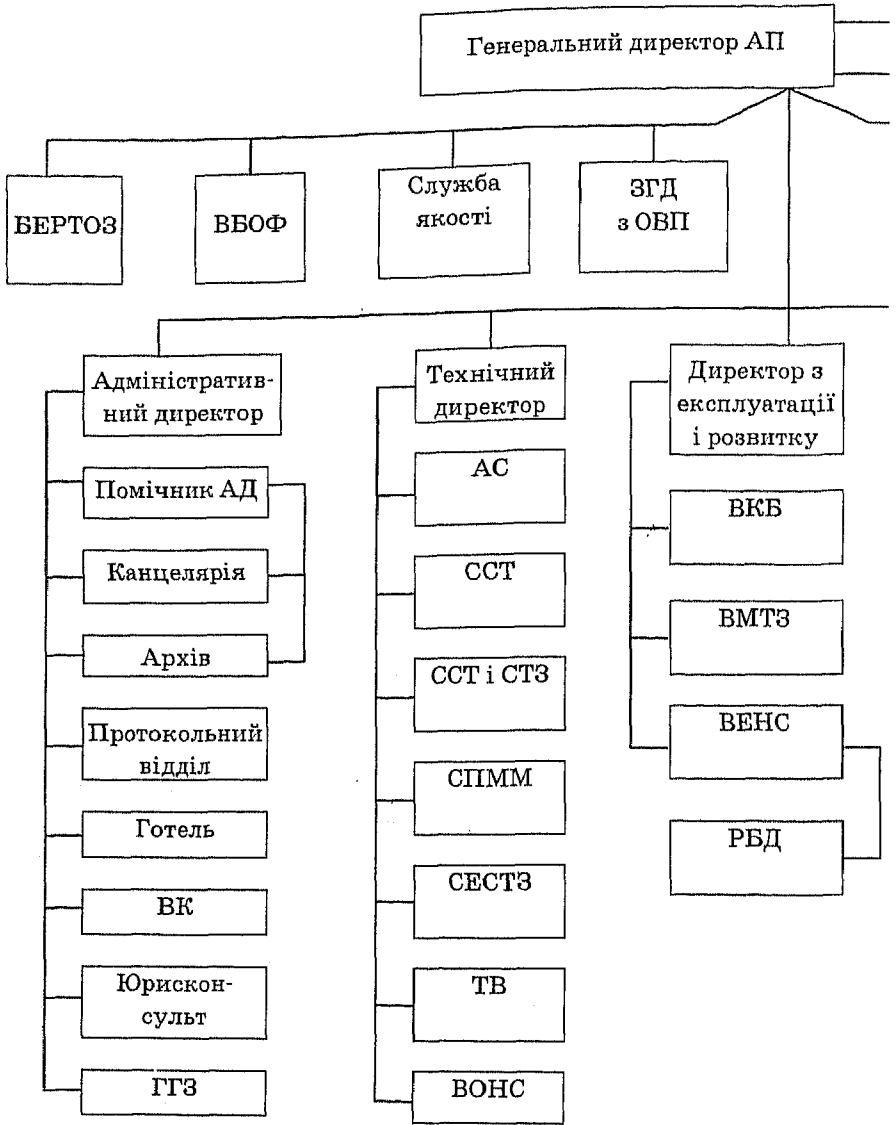 Генеральний директор АП
БЕРТОЗ
ВБОФ
Служба
якості
ЗГД
з ОВП
Адміністратив-
ний директор
Помічник АД
Канцелярія
Архів
Протокольний
відділ
Готель
ВК
Юрискон-
сульт
ГГЗ
Технічний
директор
АС
ССТ
ССТ і СТЗ
СПММ
СЕСТЗ
ТВ
ВОНС
Директор з
експлуатації
і розвитку
ВКБ
ВМТЗ
ВЕНС
РБД